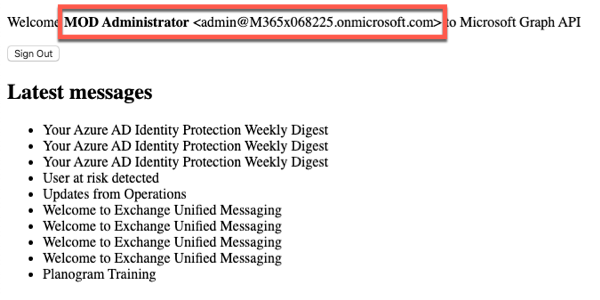 Welcome MOD Administrator <admin@M365x068225.onmicrosoft.com> to Microsoft Graph API
Sign Out
Latest messages
• Your Azure AD Identity Protection Weekly Digest
• Your Azure AD Identity Protection Weekly Digest
• Your Azure AD Identity Protection Weekly Digest
• User at risk detected
• Updates from Operations
• Welcome to Exchange Unified Messaging
• Welcome to Exchange Unified Messaging
• Welcome to Exchange Unified Messaging
• Welcome to Exchange Unified Messaging
• Planogram Training